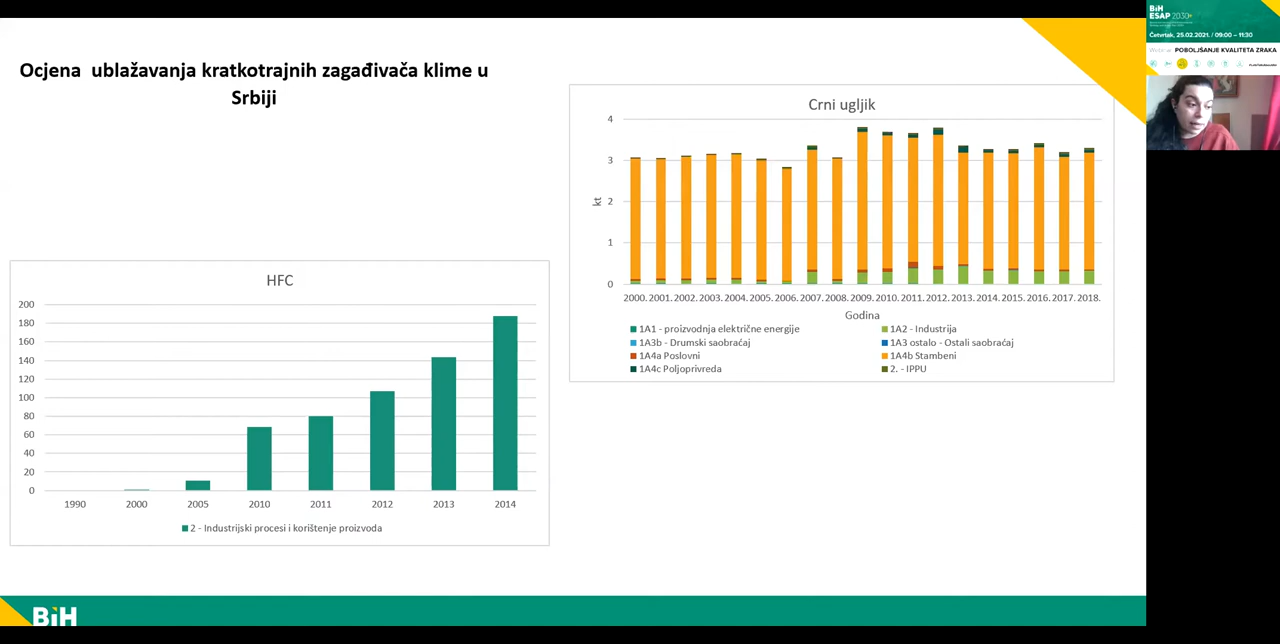 Ocjena  ublažavanja kratkotrajnih zagađivača klime u
Srbiji
HFC
200
180
160
140
120
100
80
60
40
20
0
1990 2000 2005 2010 2011 2012 2013 2014
2 - Industrijski procesi i korištenje proizvoda
Crni ugljik
4
3
2
1
0
kt
2000. 2001. 2002. 2003. 2004. 2005. 2006. 2007. 2008. 2009. 2010. 2011. 2012. 2013. 2014. 2015. 2016. 2017. 2018.
Godina
1A1 - proizvodnja električne energije
1A2 - Industrija
1A3b - Drumski saobraćaj
1A3 ostalo - Ostali saobraćaj
1A4a Poslovni
1A4b Stambeni
1A4c Poljoprivreda
2. - IPPU
BiH
BiH
ESAP 2030+
Četvrtak, 25.02.2021. / 09:00 – 11:30
Webinar: POBOLJŠANJE KVALITETA ZRAKA